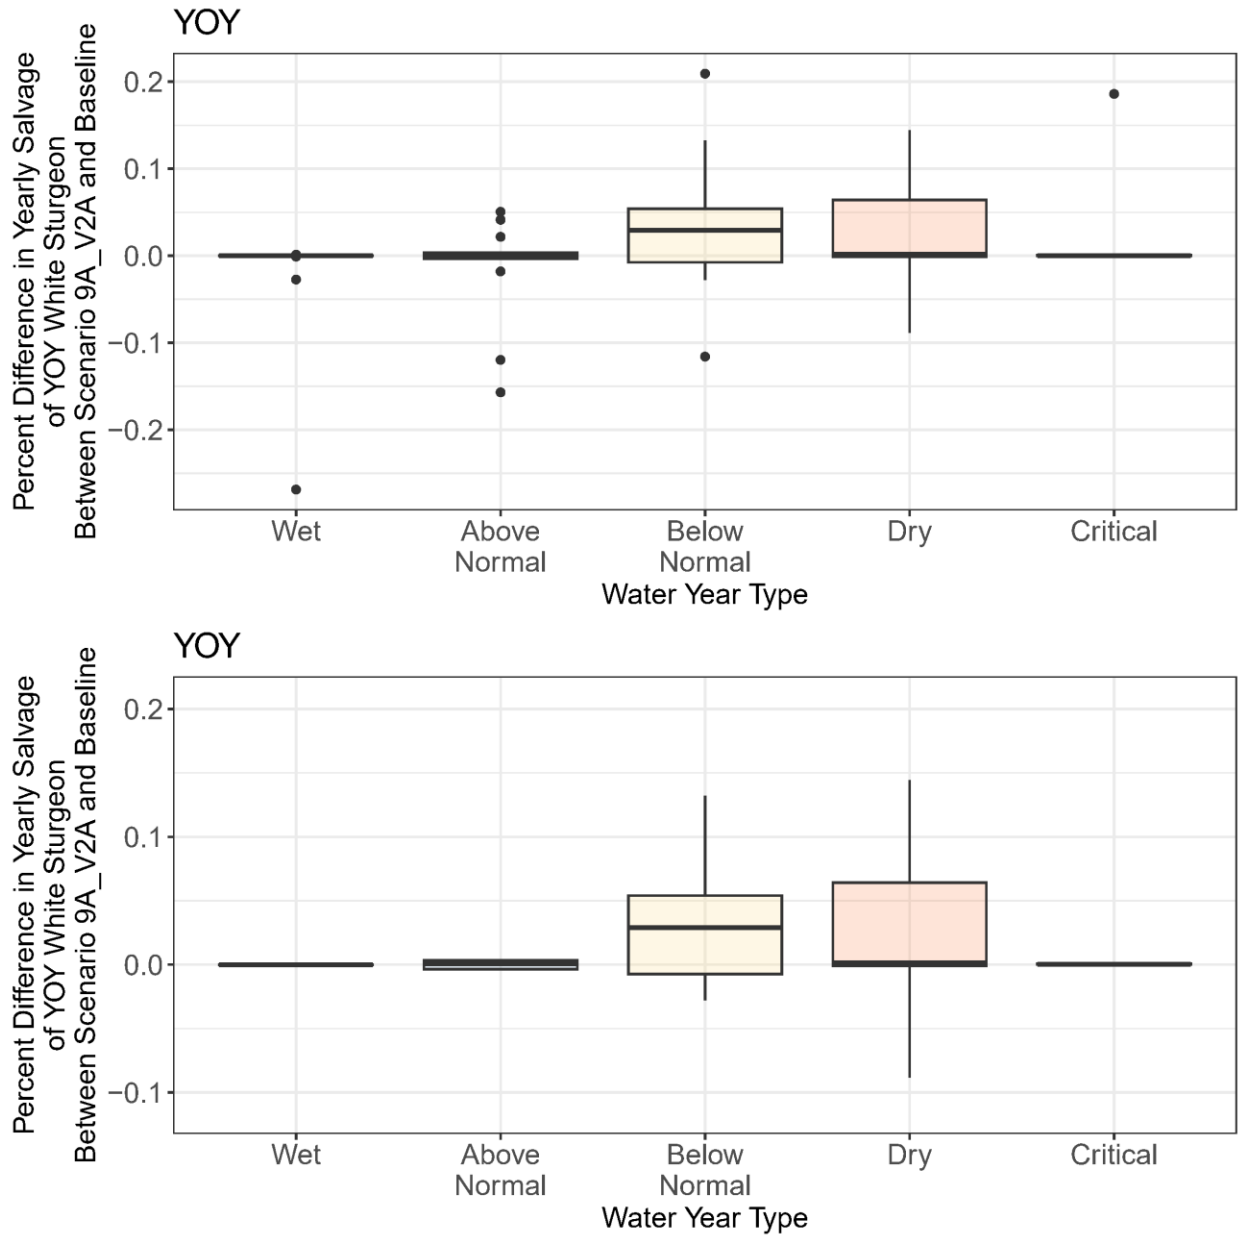 YOY
Percent Difference in Yearly Salvage
of YOY White Sturgeon
Between Scenario 9A_V2A and Baseline
0.2
0.1
0.0
−0.1
−0.2
Wet
Above
Normal
Below
Normal
Dry
Critical
Water Year Type
YOY
Percent Difference in Yearly Salvage
of YOY White Sturgeon
Between Scenario 9A_V2A and Baseline
0.2
0.1
0.0
−0.1
Wet
Above
Normal
Below
Normal
Dry
Critical
Water Year Type